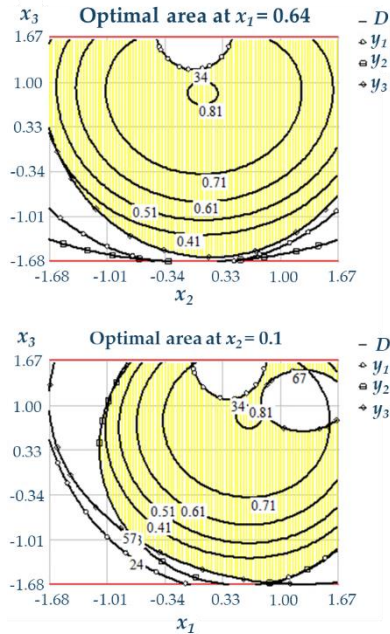 x3 Optimal area at x1 = 0.64
1.67
1.00
0.33
-0.34
-1.01
-1.68
34
0.81
0.71
0.61
0.51
0.41
– D
y1
y2
y3
-1.68 -1.01 -0.34 0.33 1.00 1.67
x2
x3 Optimal area at x2 = 0.1
1.67
1.00
0.33
-0.34
-1.01
-1.68
67
34 0.81
0.71
0.51 0.61
0.41
573
24
– D
y1
y2
y3
-1.68 -1.01 -0.34 0.33 1.00 1.67
x1